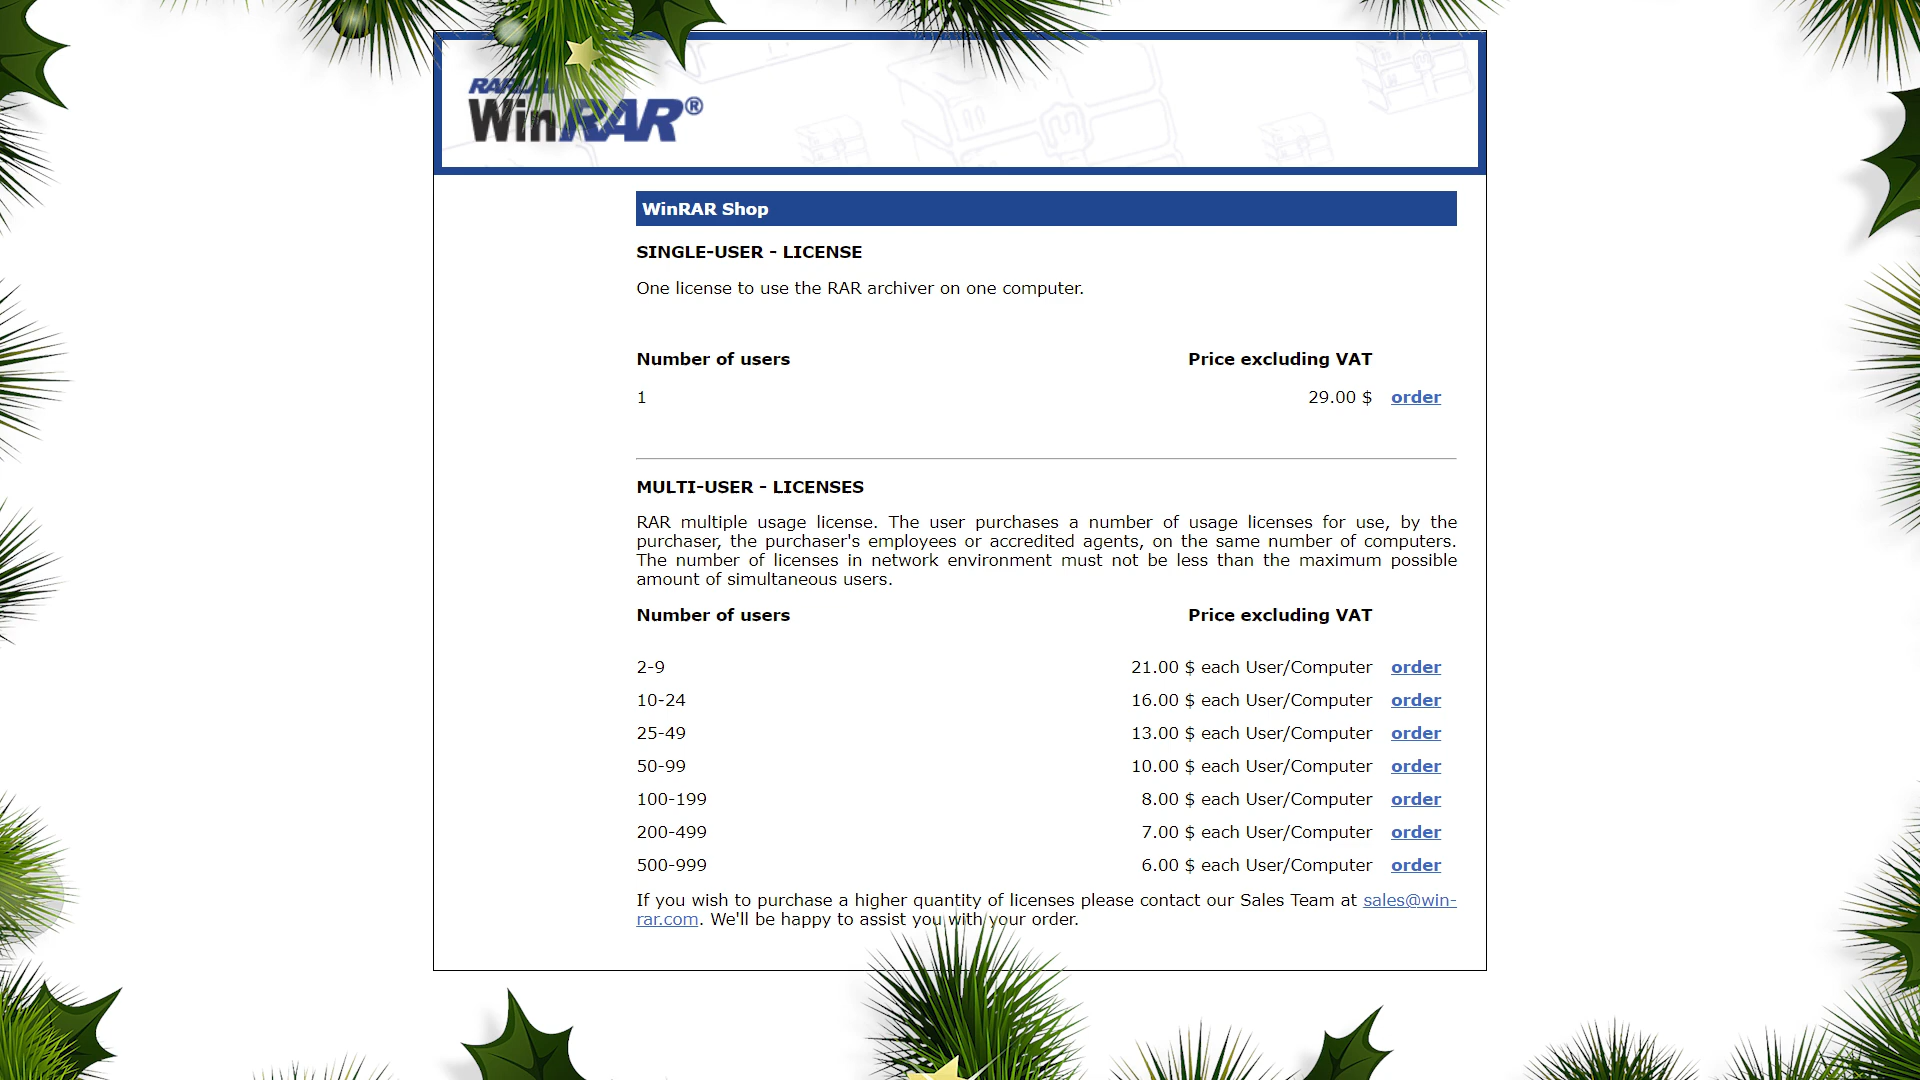 WinRAR®
WinRAR Shop
SINGLE-USER - LICENSE
One license to use the RAR archiver on one computer.
Number of users Price excluding VAT
1 29.00 $ order
MULTI-USER - LICENSES
RAR multiple usage license. The user purchases a number of usage licenses for use, by the
purchaser, the purchaser's employees or accredited agents, on the same number of computers.
The number of licenses in network environment must not be less than the maximum possible
amount of simultaneous users.
Number of users Price excluding VAT
2-9 21.00 $ each User/Computer order
10-24 16.00 $ each User/Computer order
25-49 13.00 $ each User/Computer order
50-99 10.00 $ each User/Computer order
100-199 8.00 $ each User/Computer order
200-499 7.00 $ each User/Computer order
500-999 6.00 $ each User/Computer order
If you wish to purchase a higher quantity of licenses please contact our Sales Team at sales@win-
rar.com. We'll be happy to assist you with your order.